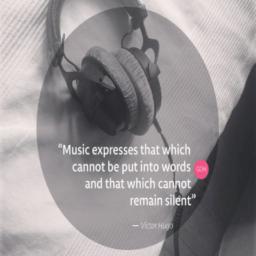 “Music expresses that which
cannot be put into words
and that which cannot
remain silent”
— Victor Hugo